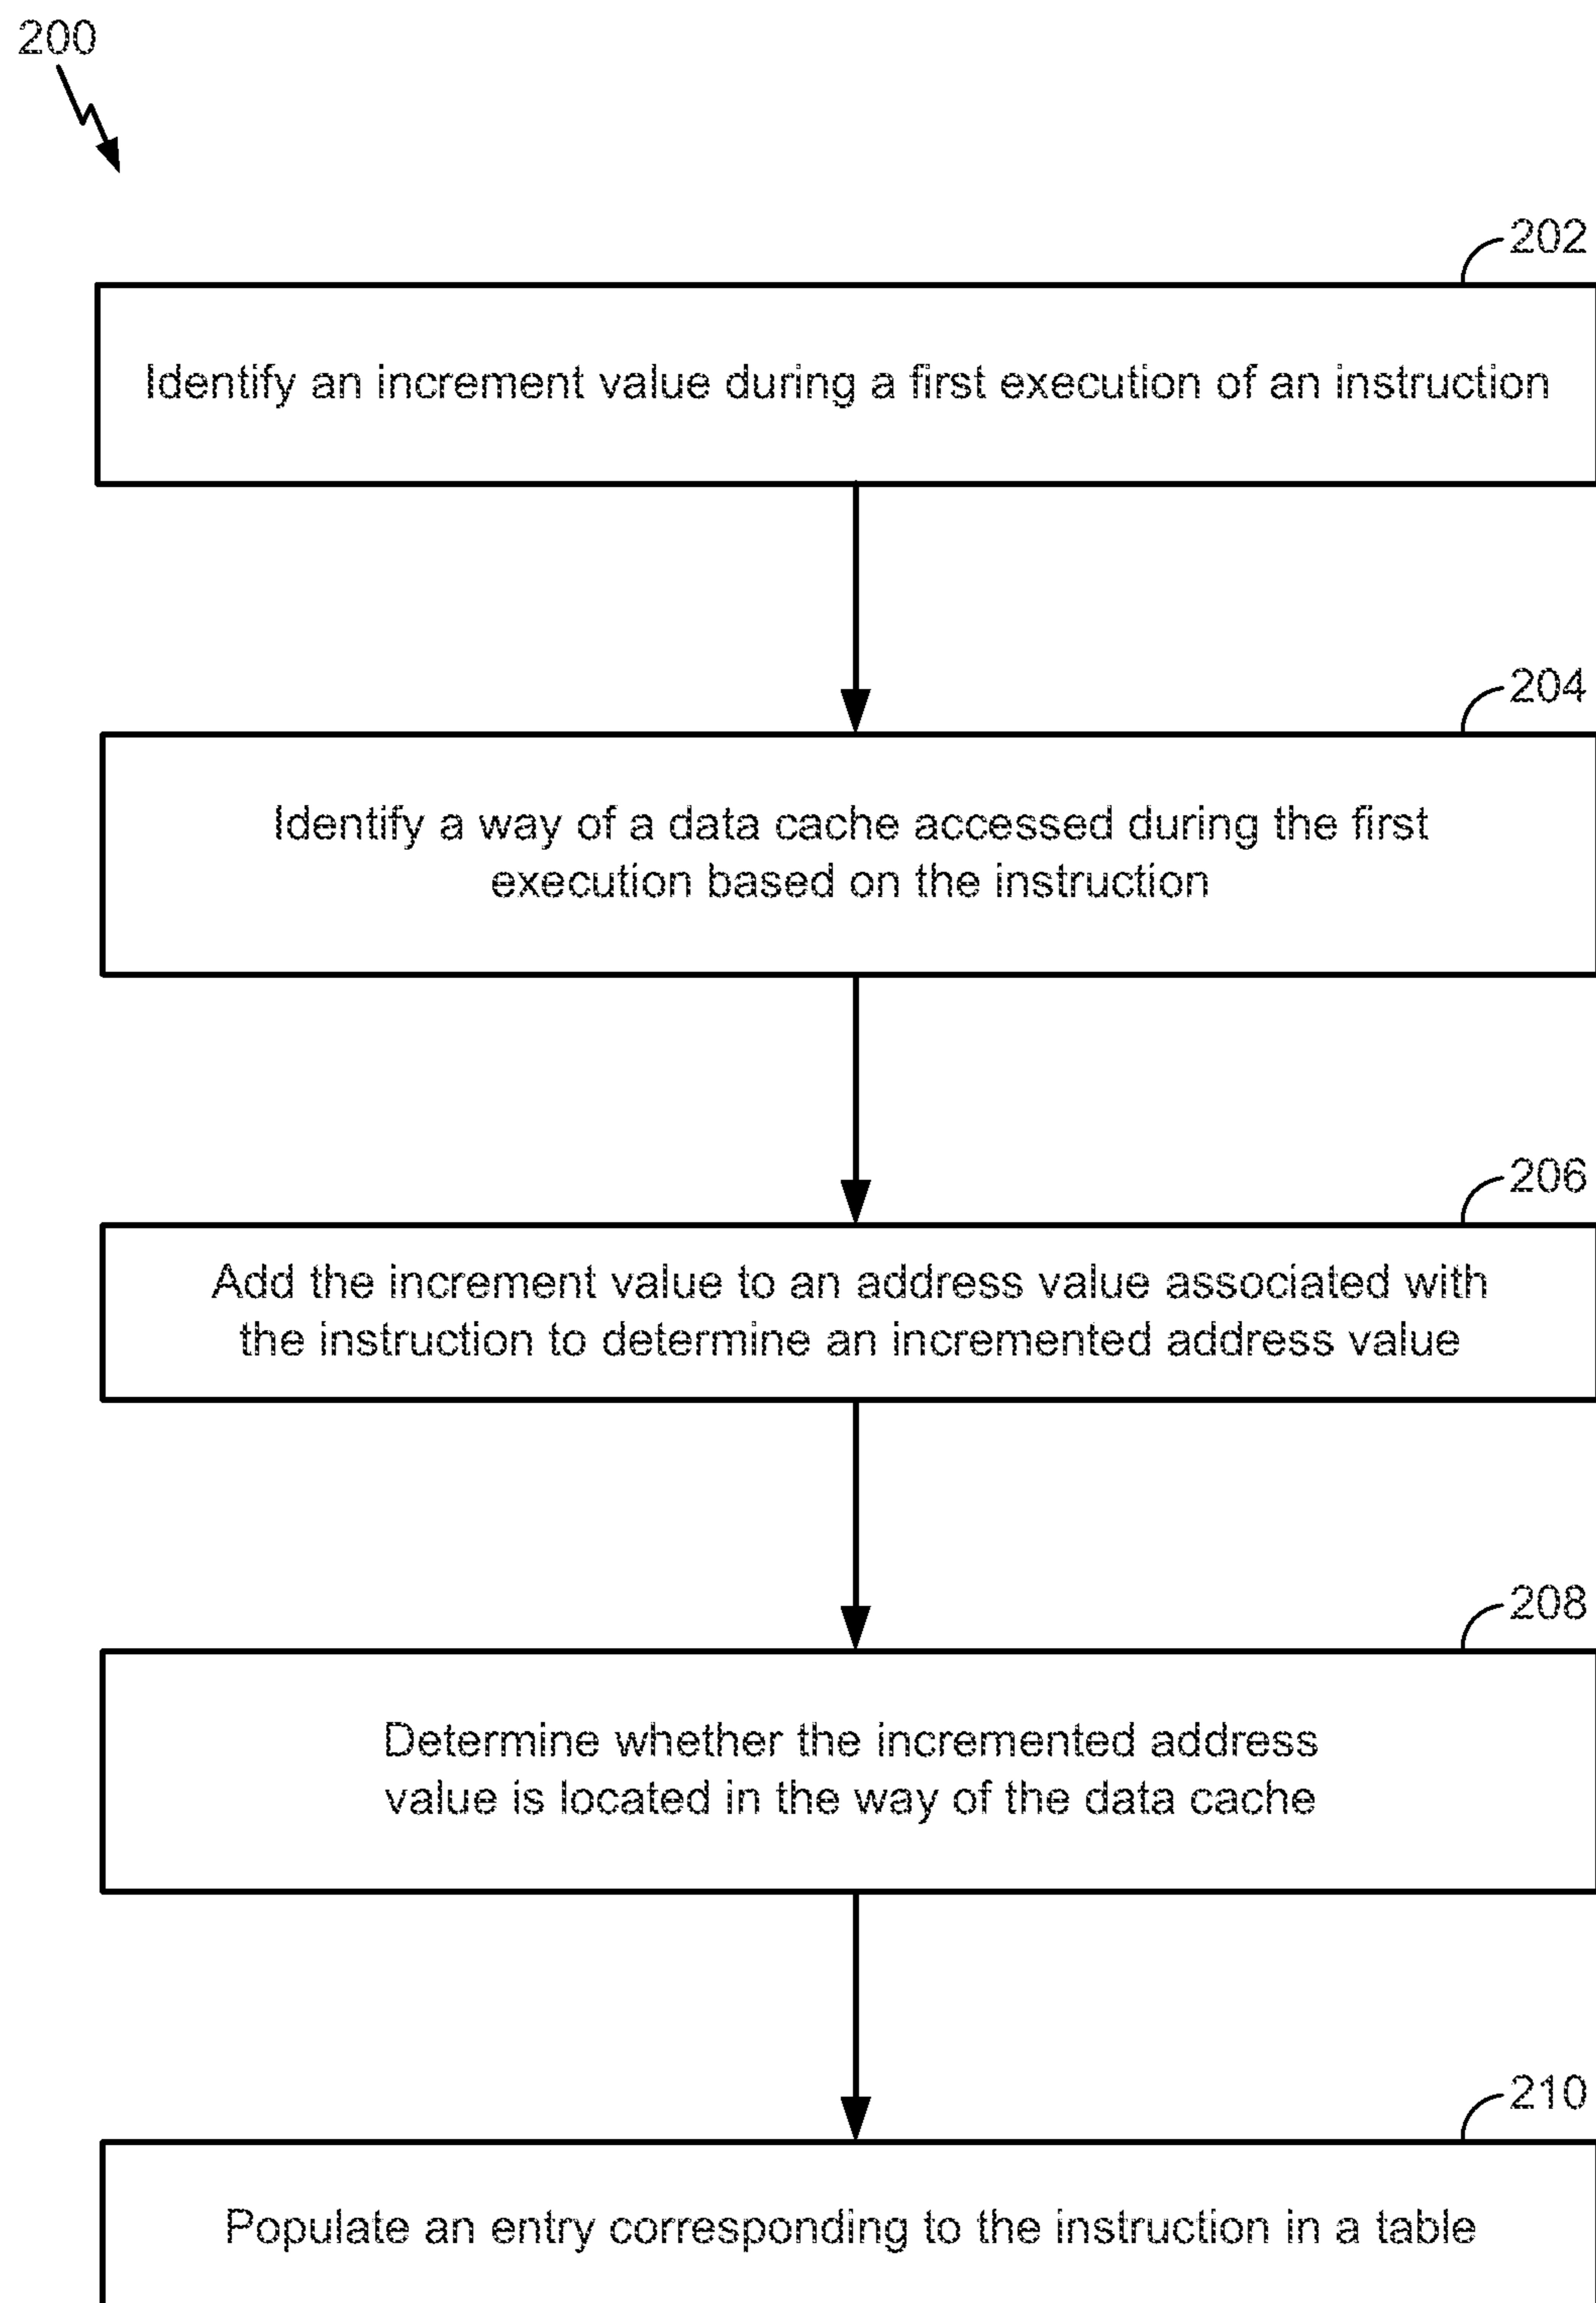 200
202
Identify an increment value during a first execution of an instruction
204
Identify a way of a data cache accessed during the first
execution based on the instruction
206
Add the increment value to an address value associated with
the instruction to determine an incremented address value
208
Determine whether the incremented address
value is located in the way of the data cache
210
Populate an entry corresponding to the instruction in a table